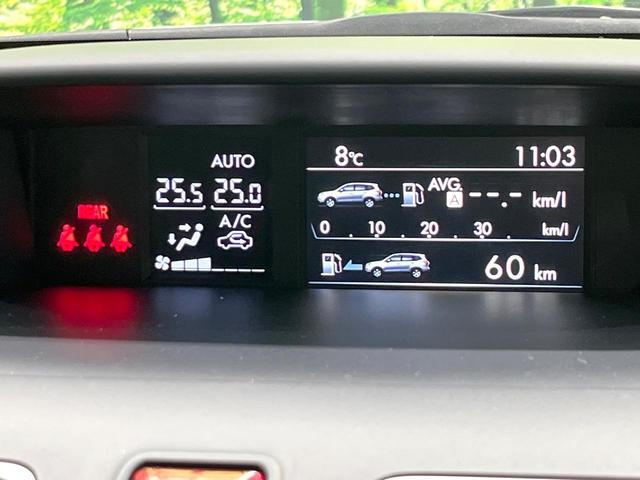 AUTO
25.5 25.0
A/C
REAR
8℃ 11:03
AVG. A --.- km/l
0 10 20 30 km/l
60 km